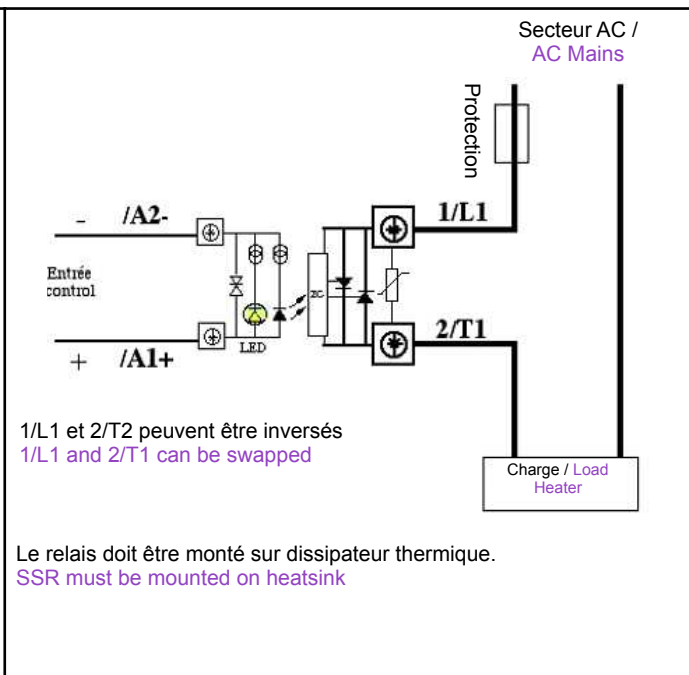 Secteur AC /
AC Mains
Protection
1/L1
- /A2-
Entrée
control
ZC
LED
+ /A1+
2/T1
1/L1 et 2/T2 peuvent être inversés
1/L1 and 2/T1 can be swapped
Charge / Load
Heater
Le relais doit être monté sur dissipateur thermique.
SSR must be mounted on heatsink